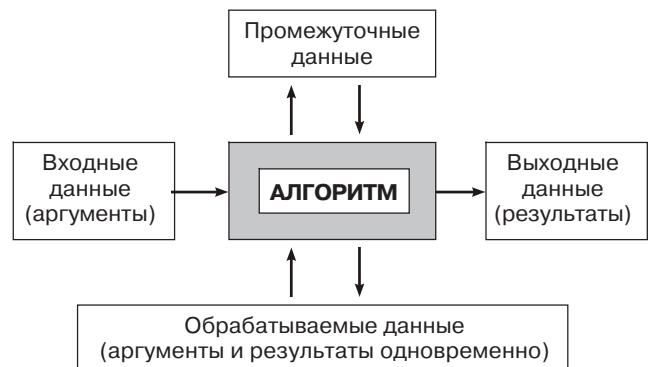 Промежуточные
данные
Входные
данные
(аргументы)
АЛГОРИТМ
Выходные
данные
(результаты)
Обрабатываемые данные
(аргументы и результаты одновременно)